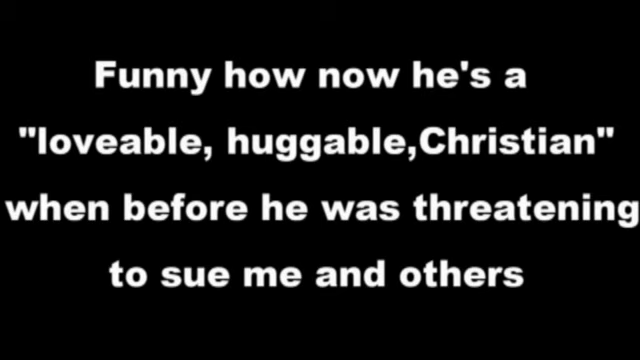 Funny how now he's a
"loveable, huggable,Christian"
when before he was threatening
to sue me and others